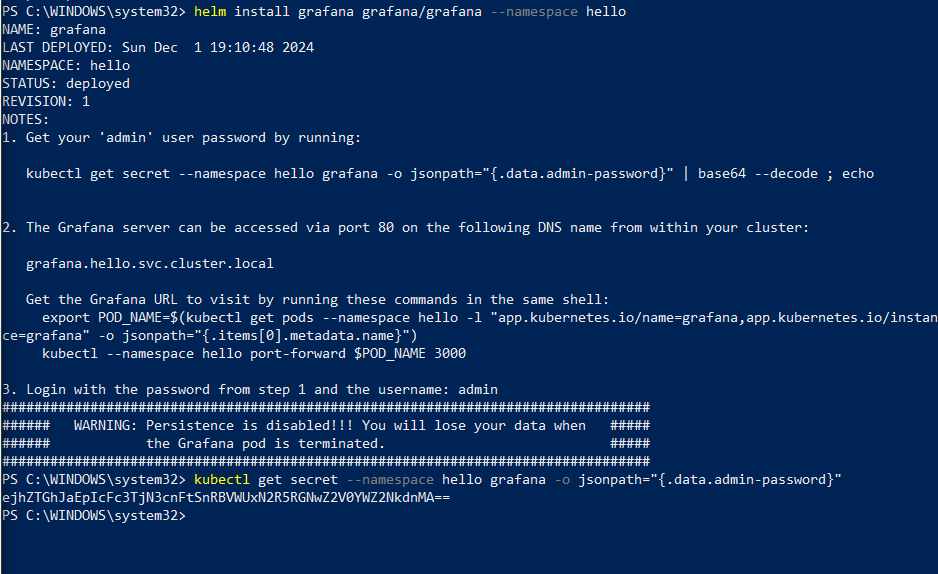 PS C:\WINDOWS\system32> helm install grafana grafana/grafana --namespace hello
NAME: grafana
LAST DEPLOYED: Sun Dec  1 19:10:48 2024
NAMESPACE: hello
STATUS: deployed
REVISION: 1
NOTES:
1. Get your 'admin' user password by running:
kubectl get secret --namespace hello grafana -o jsonpath="{.data.admin-password}" | base64 --decode ; echo
2. The Grafana server can be accessed via port 80 on the following DNS name from within your cluster:
grafana.hello.svc.cluster.local
Get the Grafana URL to visit by running these commands in the same shell:
export POD_NAME=$(kubectl get pods --namespace hello -l "app.kubernetes.io/name=grafana,app.kubernetes.io/instan
ce=grafana" -o jsonpath="{.items[0].metadata.name}")
kubectl --namespace hello port-forward $POD_NAME 3000
3. Login with the password from step 1 and the username: admin
#################################################################################
######   WARNING: Persistence is disabled!!! You will lose your data when   #####
######            the Grafana pod is terminated.                            #####
#################################################################################
PS C:\WINDOWS\system32> kubectl get secret --namespace hello grafana -o jsonpath="{.data.admin-password}"
ejhZTGhJaEpIcFc3TjN3cnFtSnRBVWUxN2R5RGNwZ2V0YWZ2NkdnMA==
PS C:\WINDOWS\system32>